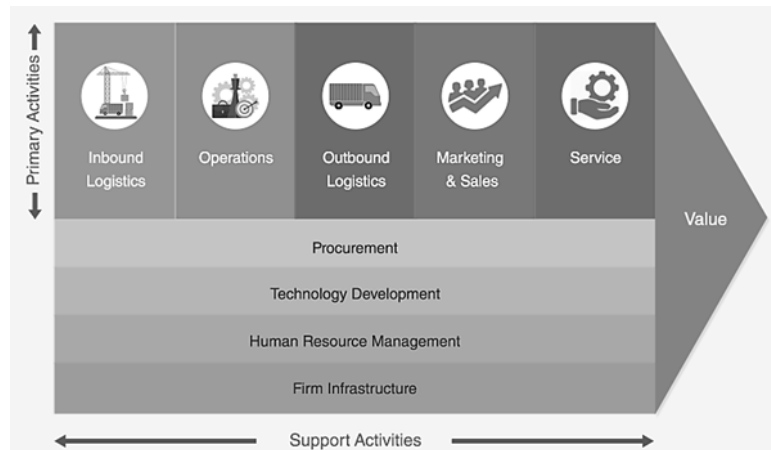 Primary Activities
Inbound
Logistics
Operations
Outbound
Logistics
Marketing
& Sales
Service
Value
Procurement
Technology Development
Human Resource Management
Firm Infrastructure
Support Activities